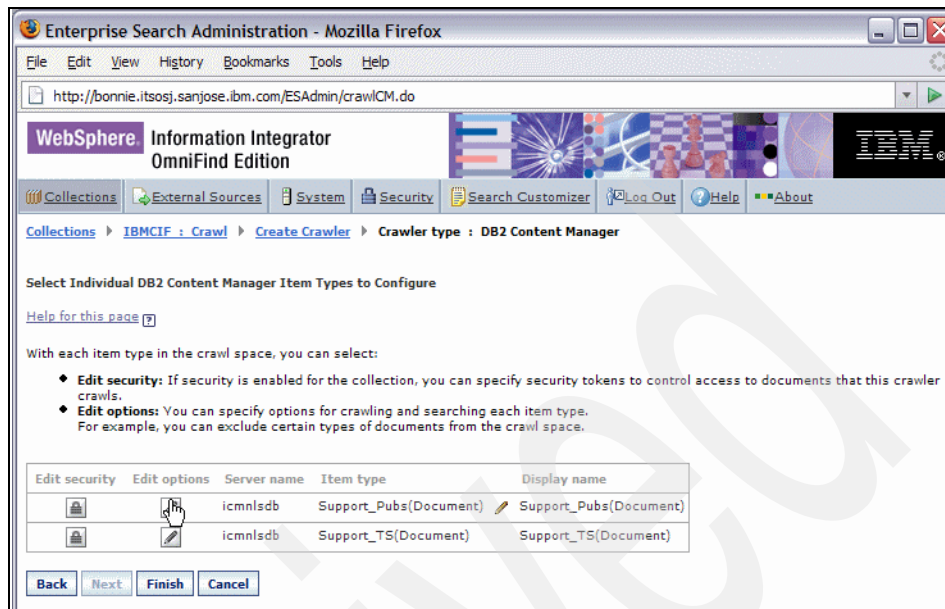 Enterprise Search Administration - Mozilla Firefox
File Edit View History Bookmarks Tools Help
http://bonnie.itsosj.sanjose.ibm.com/ESAdmin/crawlCM.do
WebSphere. Information Integrator
OmniFind Edition
IBM®
Collections External Sources System Security Search Customizer Log Out Help About
Collections IBMCIF : Crawl Create Crawler Crawler type : DB2 Content Manager
Select Individual DB2 Content Manager Item Types to Configure
Help for this page ?
With each item type in the crawl space, you can select:
Edit security: If security is enabled for the collection, you can specify security tokens to control access to documents that this crawler
crawls.
Edit options: You can specify options for crawling and searching each item type.
For example, you can exclude certain types of documents from the crawl space.
Edit security Edit options Server name Item type Display name
icmnlsdb Support_Pubs(Document) Support_Pubs(Document)
icmnlsdb Support_TS(Document) Support_TS(Document)
Back Next Finish Cancel